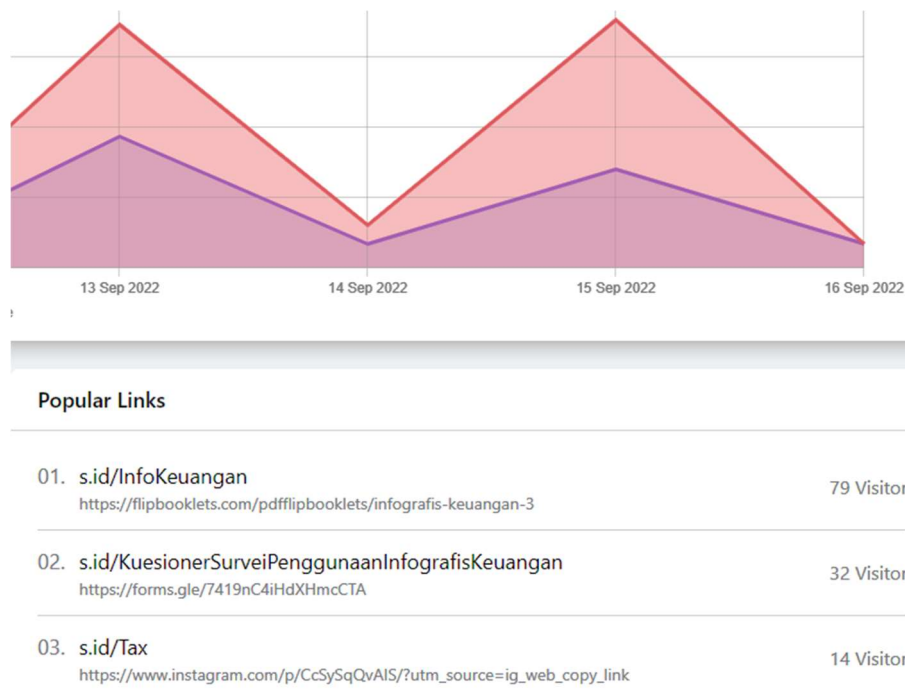 13 Sep 2022 14 Sep 2022 15 Sep 2022 16 Sep 2022
Popular Links
01. s.id/InfoKeuangan
https://flipbooklets.com/pdfflipbooklets/infografis-keuangan-3
79 Visitor
02. s.id/KuesionerSurveiPenggunaanInfografisKeuangan
https://forms.gle/7419nC4iHdXHmcCTA
32 Visitor
03. s.id/Tax
https://www.instagram.com/p/CcSySqQvAlS/?utm_source=ig_web_copy_link
14 Visitor